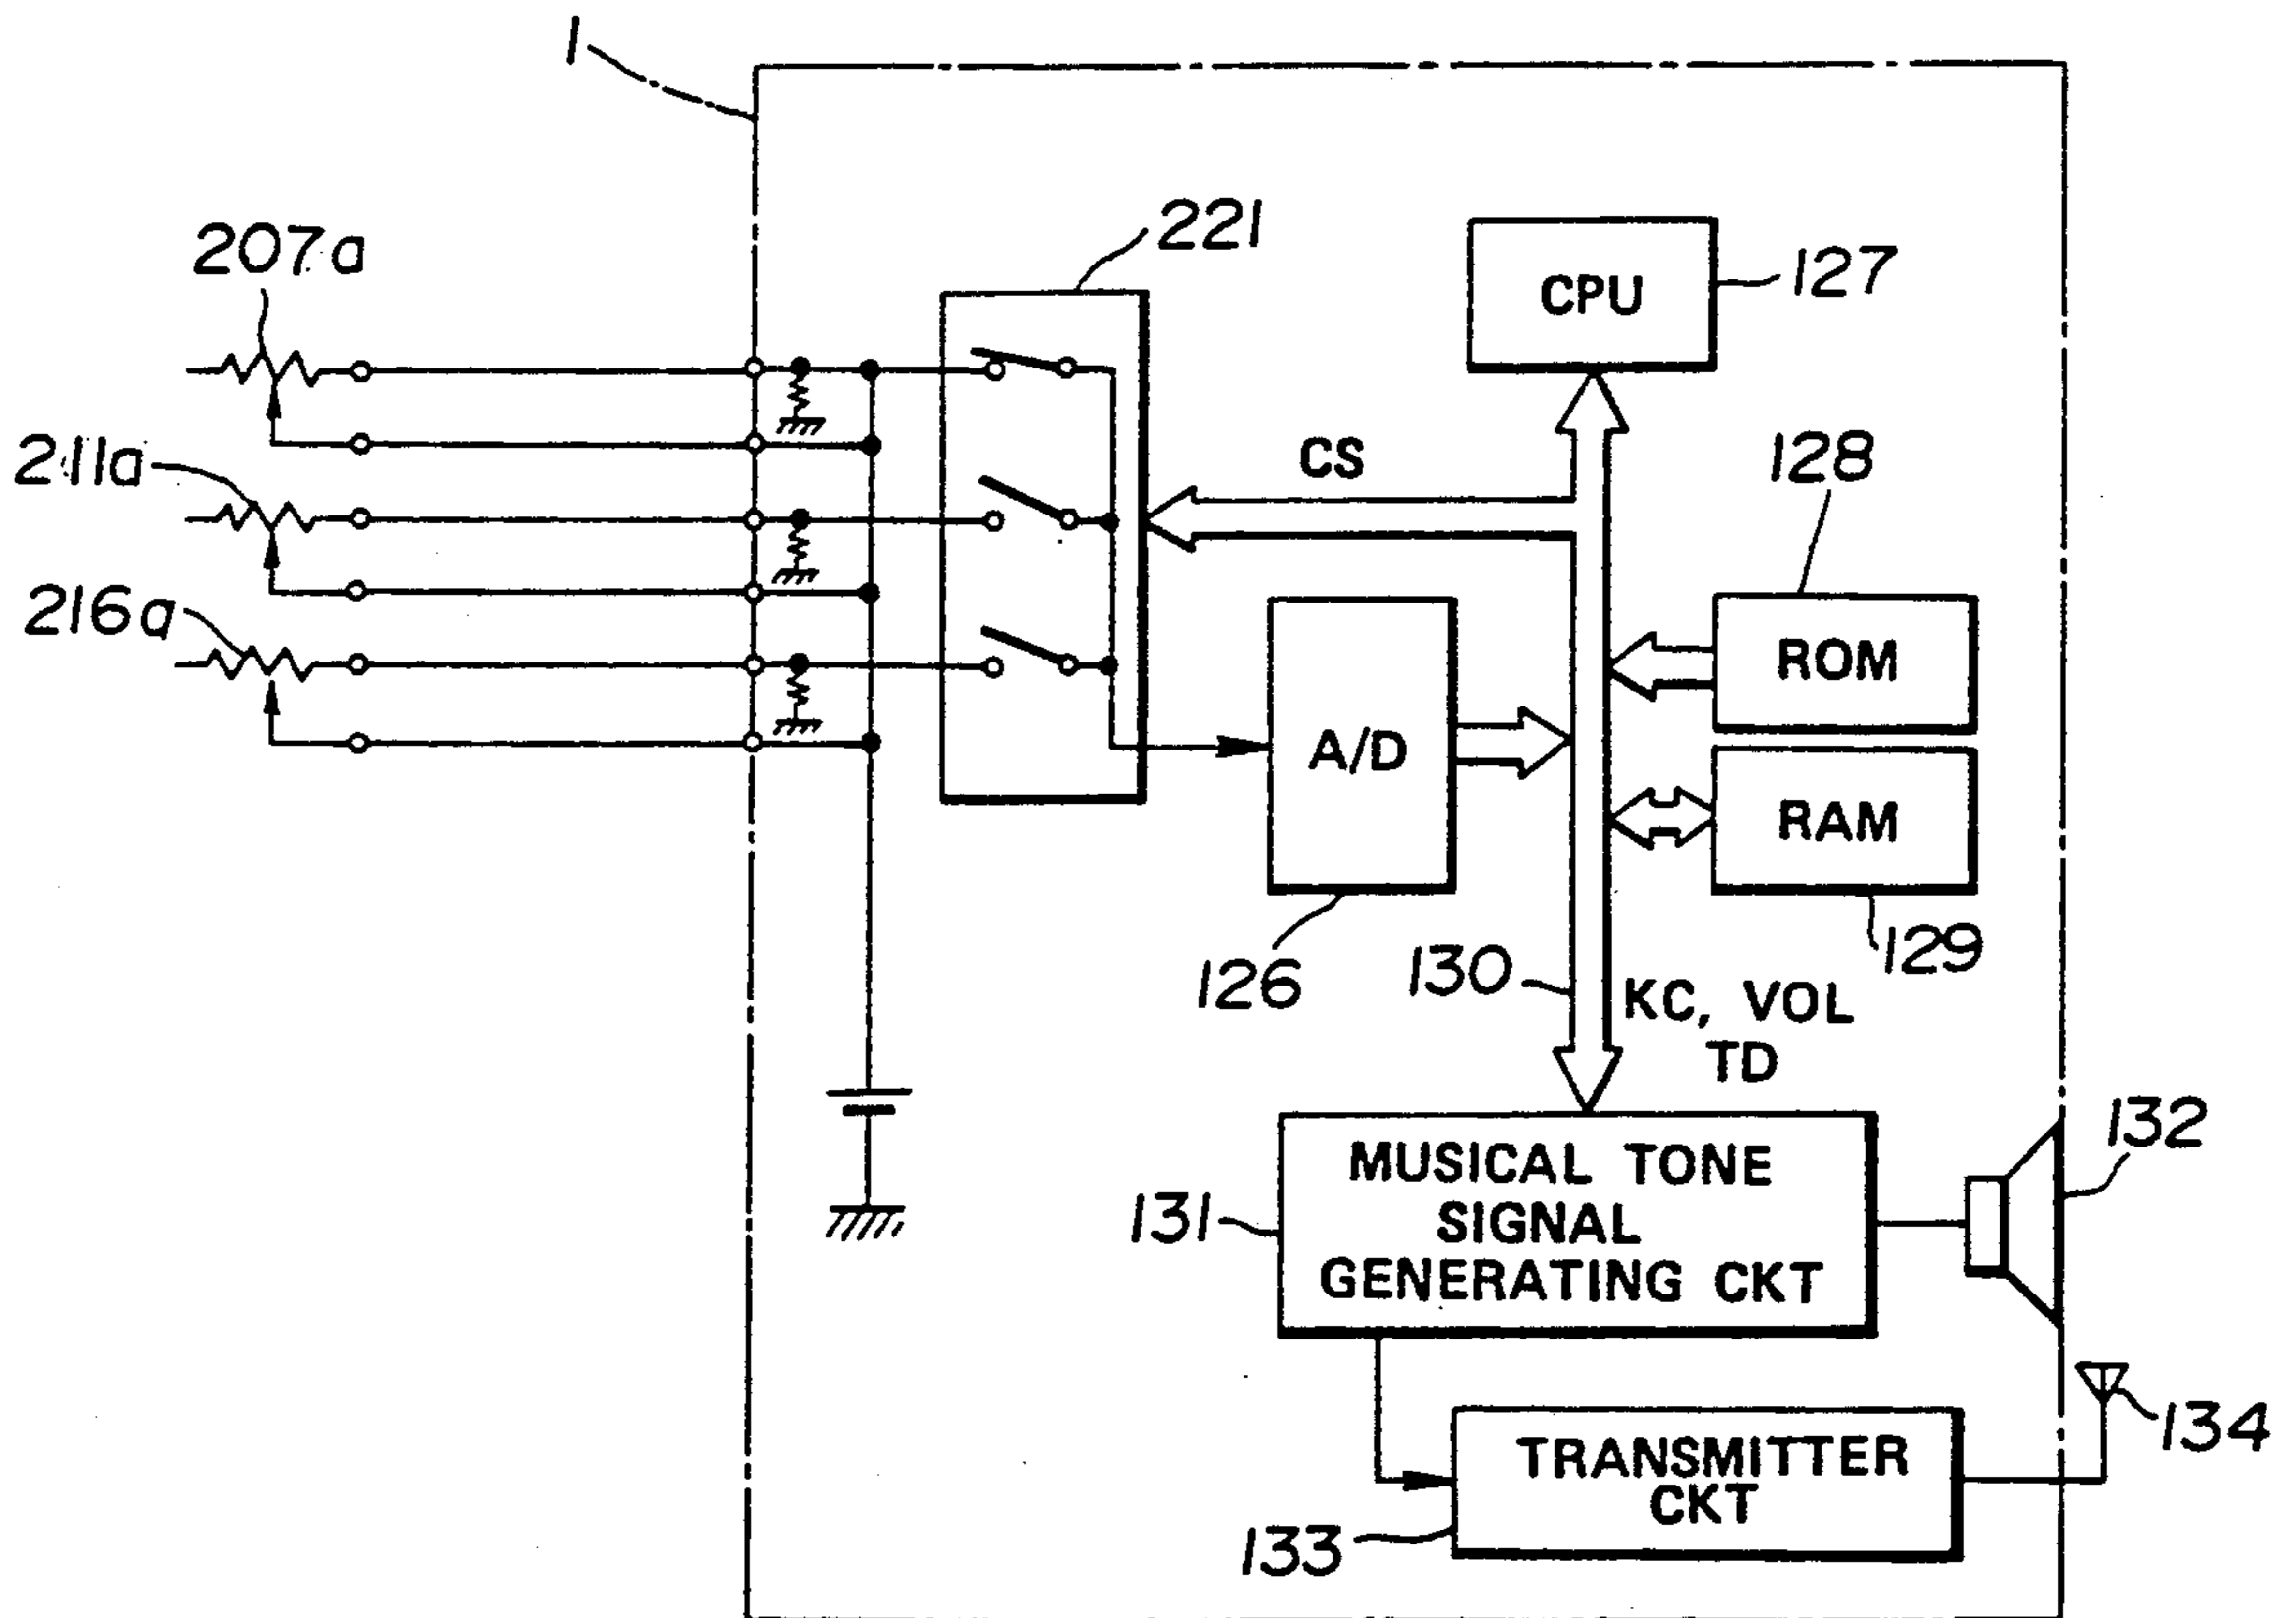 1
207a
221
CPU
127
211a
CS
128
216a
ROM
A/D
RAM
126
130
129
KC, VOL
TD
MUSICAL TONE
SIGNAL
GENERATING CKT
131
132
TRANSMITTER
CKT
133
134